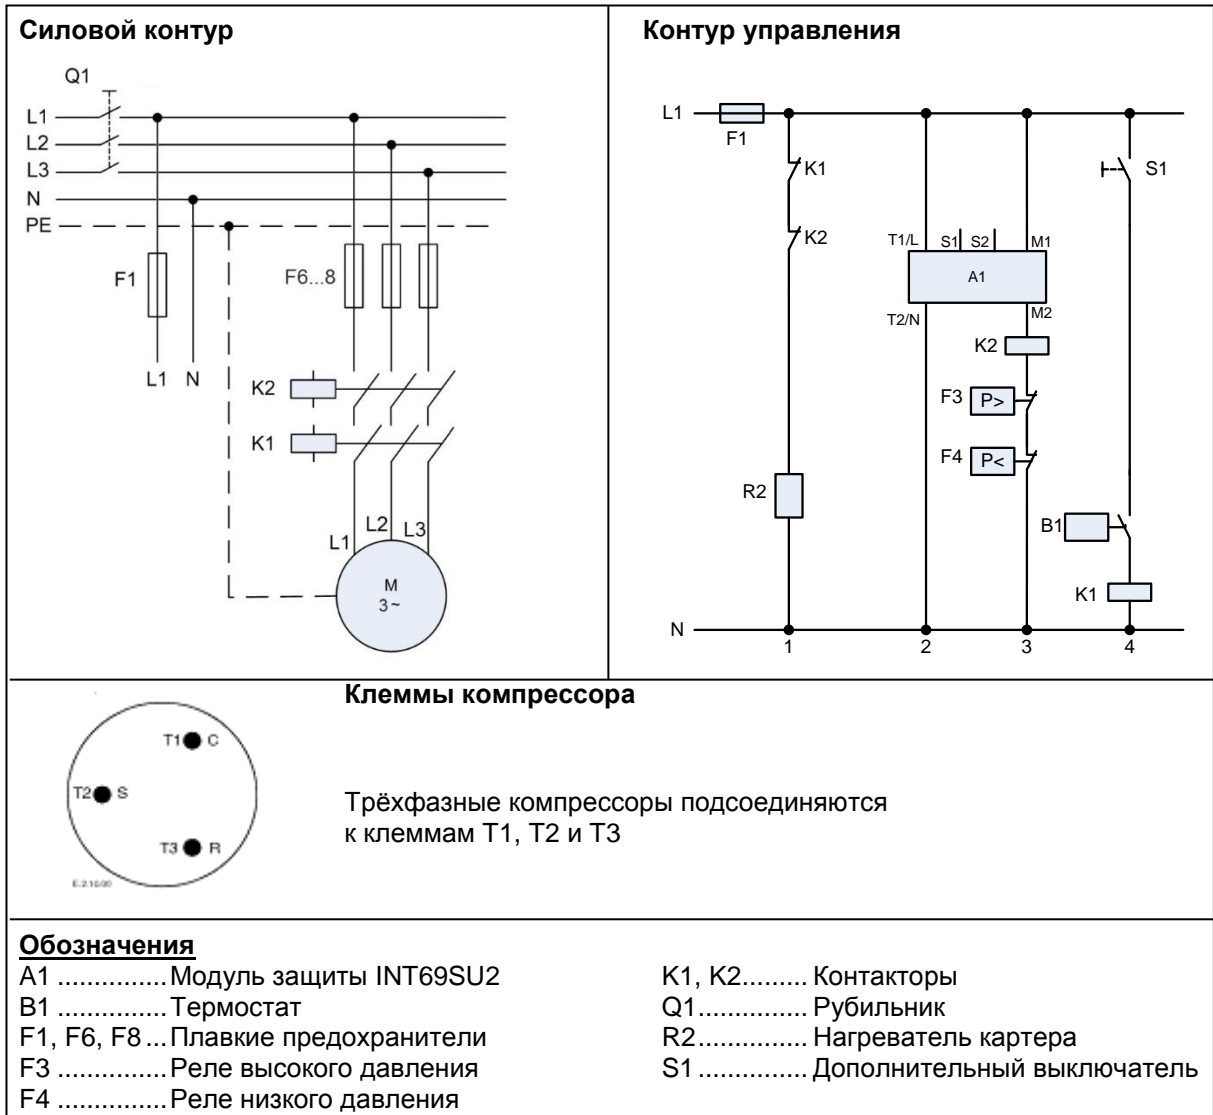 Силовой контур
Q1
L1
L2
L3
N
PE
F1
F6...8
L1 N
K2
K1
L1 L2 L3
M
3~
Контур управления
L1
F1
K1
S1
K2
T1/L S1 S2 M1
A1
T2/N M2
K2
F3 P>
F4 P<
R2
B1
K1
N
1 2 3 4
Клеммы компрессора
T1 C
T2 S
T3 R
Трёхфазные компрессоры подсоединяются
к клеммам T1, T2 и T3
Обозначения
A1 ...............Модуль защиты INT69SU2
B1 ...............Термостат
F1, F6, F8 ...Плавкие предохранители
F3 ...............Реле высокого давления
F4 ...............Реле низкого давления
K1, K2......... Контакторы
Q1............... Рубильник
R2............... Нагреватель картера
S1 ............... Дополнительный выключатель